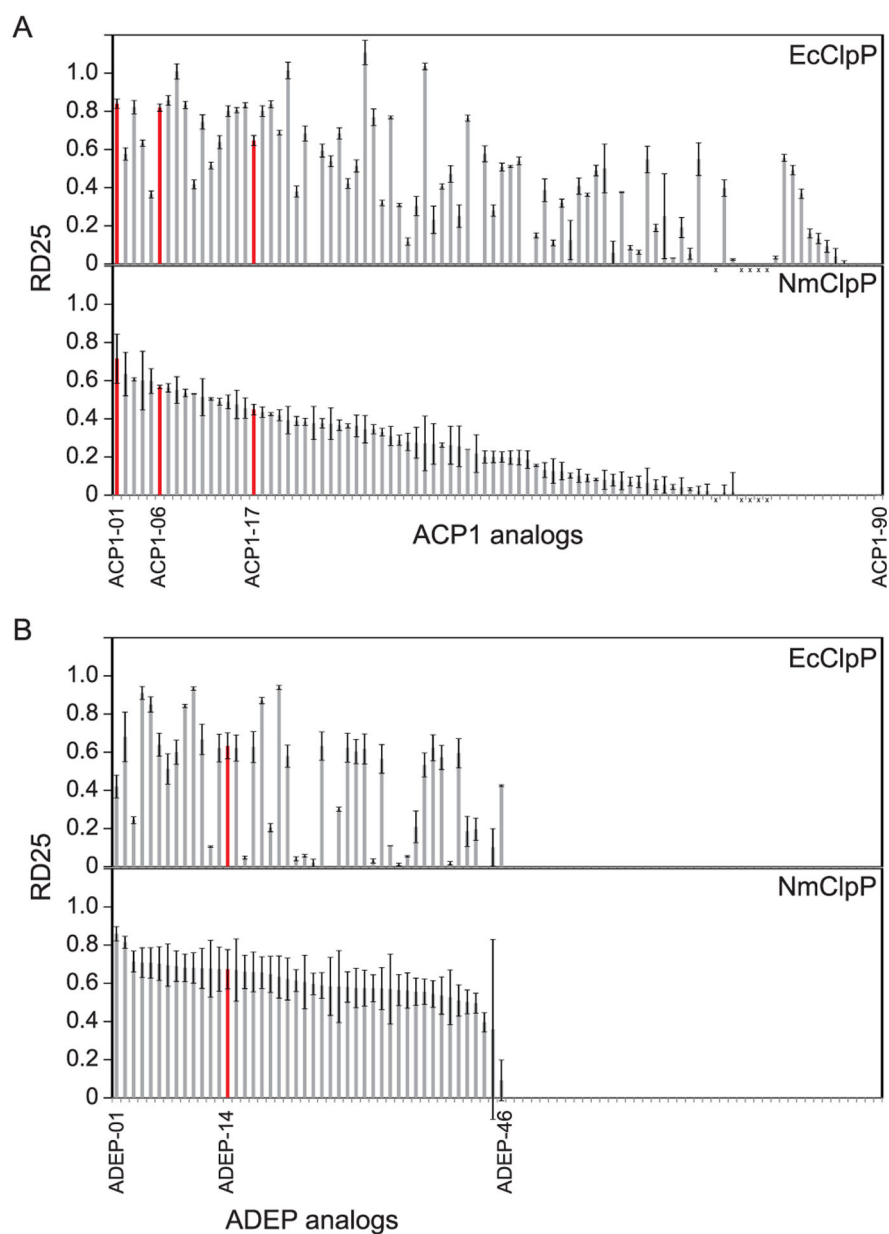 A
EcClpP
1.0
0.8
0.6
0.4
0.2
0
RD25
NmClpP
1.0
0.8
0.6
0.4
0.2
0
x x x x x
ACP1-01
ACP1-06
ACP1-17
ACP1 analogs
ACP1-90
B
EcClpP
1.0
0.8
0.6
0.4
0.2
0
RD25
NmClpP
1.0
0.8
0.6
0.4
0.2
0
ADEP-01
ADEP-14
ADEP-46
ADEP analogs